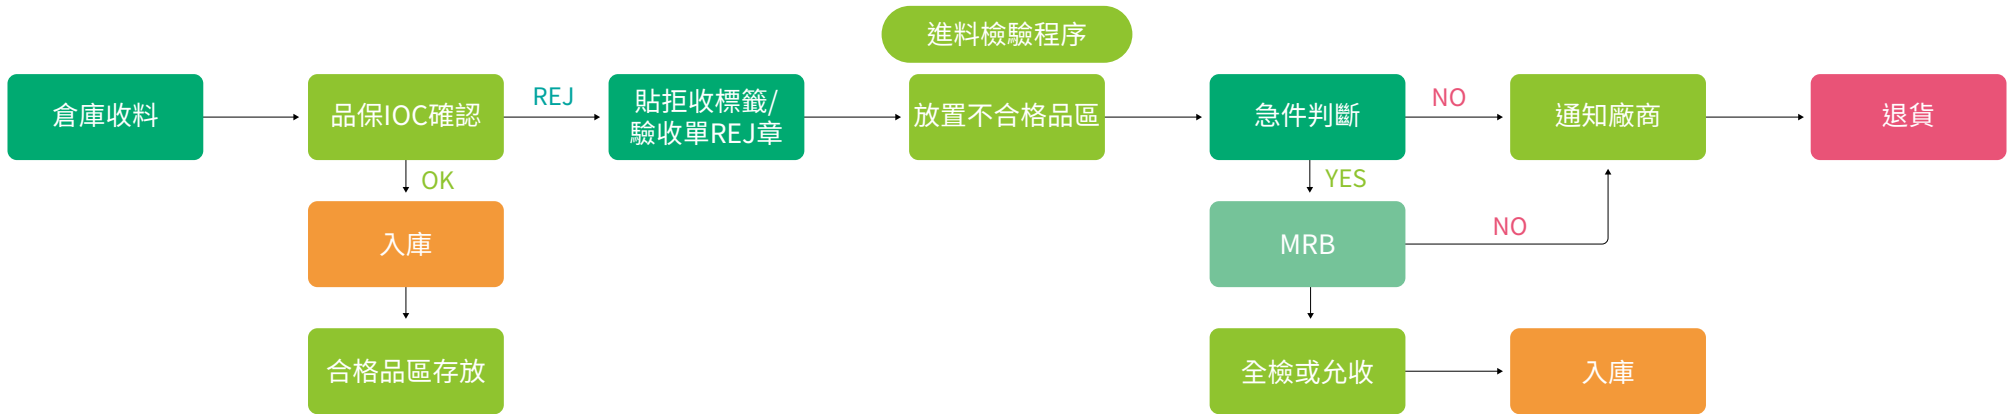 進料檢驗程序
倉庫收料
品保IOC確認
REJ
貼拒收標籤/
驗收單REJ章
放置不合格品區
急件判斷
NO
通知廠商
退貨
OK
YES
入庫
MRB
NO
合格品區存放
全檢或允收
入庫